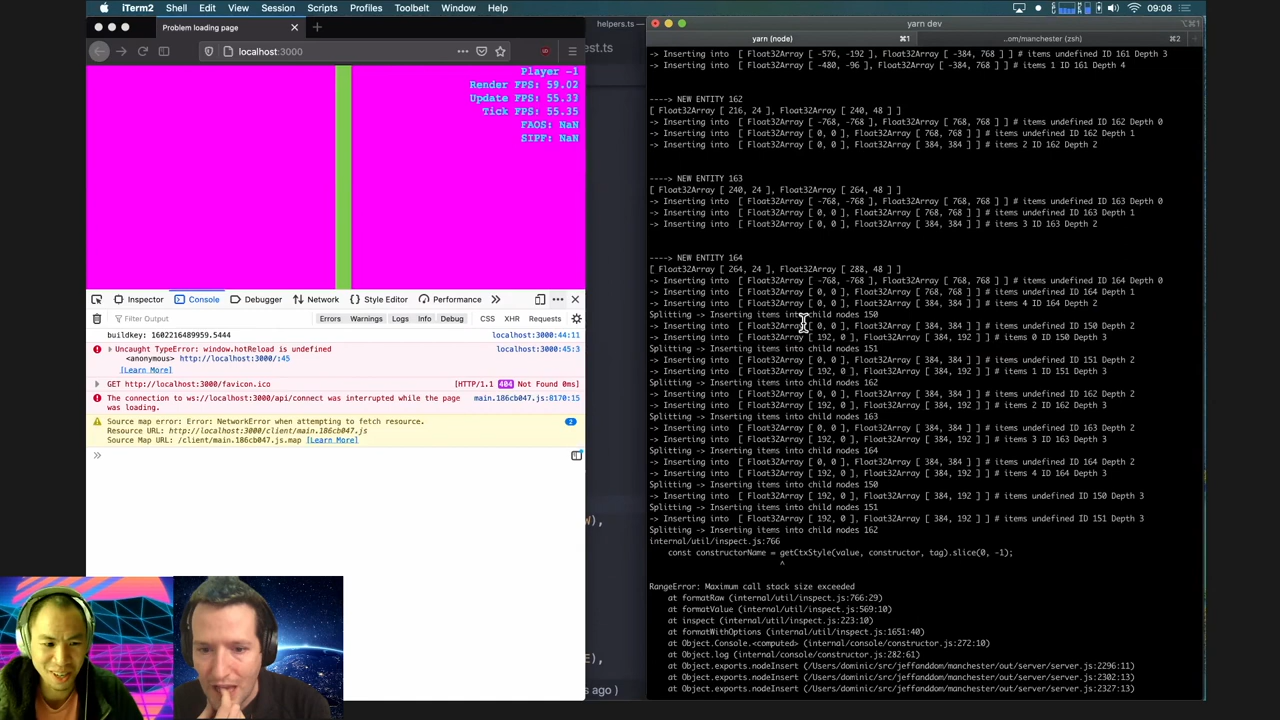 iTerm2 Shell Edit View Session Scripts Profiles Toolbelt Window Help
09:08
Problem loading page
localhost:3000
helpers.ts
est.ts
Player -1
Render FPS: 59.02
Update FPS: 55.33
Tick FPS: 55.35
FAOS: NaN
SIPF: NaN
Inspector Console Debugger Network Style Editor Performance
Filter Output Errors Warnings Logs Info Debug CSS XHR Requests
buildkey: 1602216489959.5444 localhost:3000:44:11
Uncaught TypeError: window.hotReload is undefined localhost:3000:45:3
<anonymous> http://localhost:3000/:45
[Learn More]
GET http://localhost:3000/favicon.ico [HTTP/1.1 404 Not Found 0ms]
The connection to ws://localhost:3000/api/connect was interrupted while the page main.186cb047.js:8170:15
was loading.
Source map error: Error: NetworkError when attempting to fetch resource. 2
Resource URL: http://localhost:3000/client/main.186cb047.js
Source Map URL: /client/main.186cb047.js.map [Learn More]
s ago )
yarn dev
⌥⌘1
yarn (node) ⌘1 ..om/manchester (zsh) ⌘2
-> Inserting into [ Float32Array [ -576, -192 ], Float32Array [ -384, 768 ] ] # items undefined ID 161 Depth 3
-> Inserting into [ Float32Array [ -480, -96 ], Float32Array [ -384, 768 ] ] # items 1 ID 161 Depth 4
----> NEW ENTITY 162
[ Float32Array [ 216, 24 ], Float32Array [ 240, 48 ] ]
-> Inserting into [ Float32Array [ -768, -768 ], Float32Array [ 768, 768 ] ] # items undefined ID 162 Depth 0
-> Inserting into [ Float32Array [ 0, 0 ], Float32Array [ 768, 768 ] ] # items undefined ID 162 Depth 1
-> Inserting into [ Float32Array [ 0, 0 ], Float32Array [ 384, 384 ] ] # items 2 ID 162 Depth 2
----> NEW ENTITY 163
[ Float32Array [ 240, 24 ], Float32Array [ 264, 48 ] ]
-> Inserting into [ Float32Array [ -768, -768 ], Float32Array [ 768, 768 ] ] # items undefined ID 163 Depth 0
-> Inserting into [ Float32Array [ 0, 0 ], Float32Array [ 768, 768 ] ] # items undefined ID 163 Depth 1
-> Inserting into [ Float32Array [ 0, 0 ], Float32Array [ 384, 384 ] ] # items 3 ID 163 Depth 2
----> NEW ENTITY 164
[ Float32Array [ 264, 24 ], Float32Array [ 288, 48 ] ]
-> Inserting into [ Float32Array [ -768, -768 ], Float32Array [ 768, 768 ] ] # items undefined ID 164 Depth 0
-> Inserting into [ Float32Array [ 0, 0 ], Float32Array [ 768, 768 ] ] # items undefined ID 164 Depth 1
-> Inserting into [ Float32Array [ 0, 0 ], Float32Array [ 384, 384 ] ] # items 4 ID 164 Depth 2
Splitting -> Inserting items into child nodes 150
-> Inserting into [ Float32Array [ 0, 0 ], Float32Array [ 384, 384 ] ] # items undefined ID 150 Depth 2
-> Inserting into [ Float32Array [ 192, 0 ], Float32Array [ 384, 192 ] ] # items 0 ID 150 Depth 3
Splitting -> Inserting items into child nodes 151
-> Inserting into [ Float32Array [ 0, 0 ], Float32Array [ 384, 384 ] ] # items undefined ID 151 Depth 2
-> Inserting into [ Float32Array [ 192, 0 ], Float32Array [ 384, 192 ] ] # items 1 ID 151 Depth 3
Splitting -> Inserting items into child nodes 162
-> Inserting into [ Float32Array [ 0, 0 ], Float32Array [ 384, 384 ] ] # items undefined ID 162 Depth 2
-> Inserting into [ Float32Array [ 192, 0 ], Float32Array [ 384, 192 ] ] # items 2 ID 162 Depth 3
Splitting -> Inserting items into child nodes 163
-> Inserting into [ Float32Array [ 0, 0 ], Float32Array [ 384, 384 ] ] # items undefined ID 163 Depth 2
-> Inserting into [ Float32Array [ 192, 0 ], Float32Array [ 384, 192 ] ] # items 3 ID 163 Depth 3
Splitting -> Inserting items into child nodes 164
-> Inserting into [ Float32Array [ 0, 0 ], Float32Array [ 384, 384 ] ] # items undefined ID 164 Depth 2
-> Inserting into [ Float32Array [ 192, 0 ], Float32Array [ 384, 192 ] ] # items 4 ID 164 Depth 3
Splitting -> Inserting items into child nodes 150
-> Inserting into [ Float32Array [ 192, 0 ], Float32Array [ 384, 192 ] ] # items undefined ID 150 Depth 3
Splitting -> Inserting items into child nodes 151
-> Inserting into [ Float32Array [ 192, 0 ], Float32Array [ 384, 192 ] ] # items undefined ID 151 Depth 3
Splitting -> Inserting items into child nodes 162
internal/util/inspect.js:766
const constructorName = getCtxStyle(value, constructor, tag).slice(0, -1);
^
RangeError: Maximum call stack size exceeded
at formatRaw (internal/util/inspect.js:766:29)
at formatValue (internal/util/inspect.js:569:10)
at inspect (internal/util/inspect.js:223:10)
at formatWithOptions (internal/util/inspect.js:1651:40)
at Object.Console.<computed> (internal/console/constructor.js:272:10)
at Object.log (internal/console/constructor.js:282:61)
at Object.exports.nodeInsert (/Users/dominic/src/jeffanddom/manchester/out/server/server.js:2296:11)
at Object.exports.nodeInsert (/Users/dominic/src/jeffanddom/manchester/out/server/server.js:2302:13)
at Object.exports.nodeInsert (/Users/dominic/src/jeffanddom/manchester/out/server/server.js:2327:13)